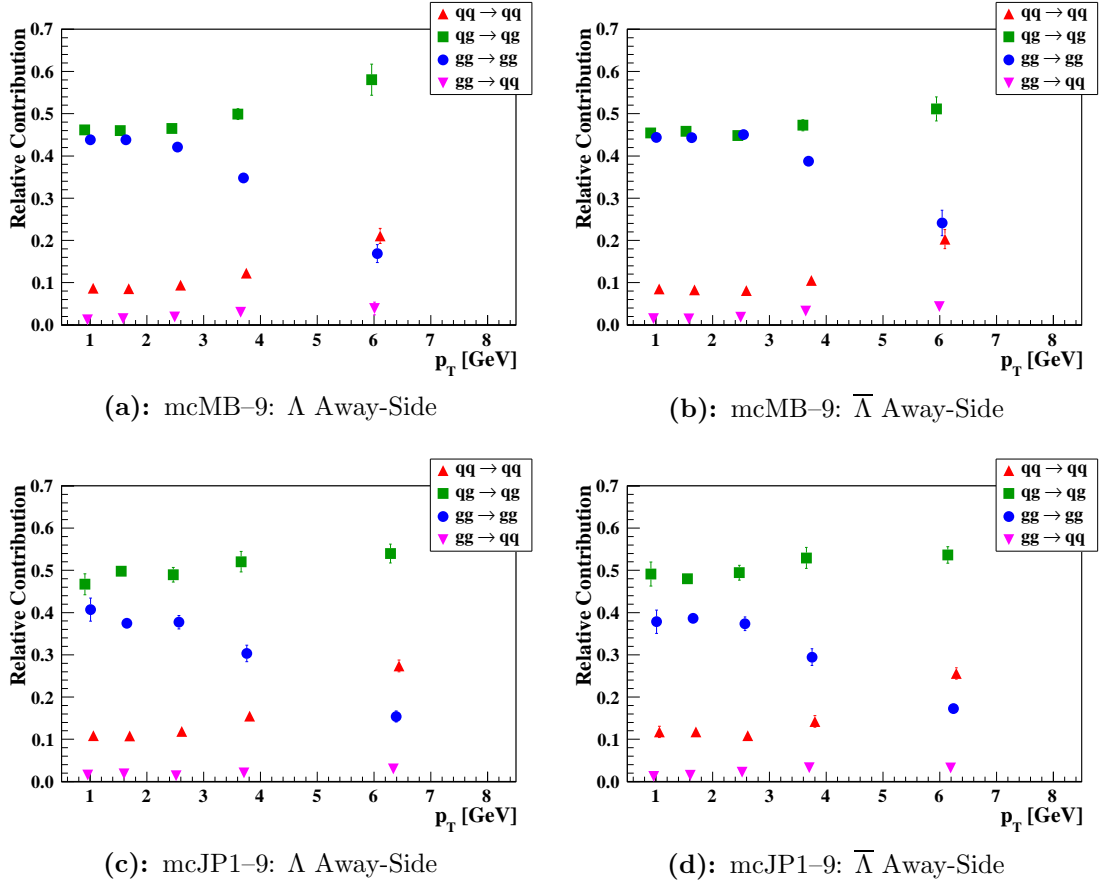 qq → qq
qg → qg
gg → gg
gg → qq
Relative Contribution
0.7
0.6
0.5
0.4
0.3
0.2
0.1
0.0
1 2 3 4 5 6 7 8
p_T [GeV]
(a): mcMB–9: Λ Away-Side
qq → qq
qg → qg
gg → gg
gg → qq
Relative Contribution
0.7
0.6
0.5
0.4
0.3
0.2
0.1
0.0
1 2 3 4 5 6 7 8
p_T [GeV]
(b): mcMB–9: Λ̅ Away-Side
qq → qq
qg → qg
gg → gg
gg → qq
Relative Contribution
0.7
0.6
0.5
0.4
0.3
0.2
0.1
0.0
1 2 3 4 5 6 7 8
p_T [GeV]
(c): mcJP1–9: Λ Away-Side
qq → qq
qg → qg
gg → gg
gg → qq
Relative Contribution
0.7
0.6
0.5
0.4
0.3
0.2
0.1
0.0
1 2 3 4 5 6 7 8
p_T [GeV]
(d): mcJP1–9: Λ̅ Away-Side